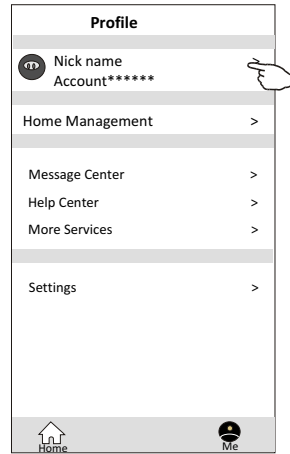 Profile
Nick name
Account******
Home Management >
Message Center >
Help Center >
More Services >
Settings >
Home
Me